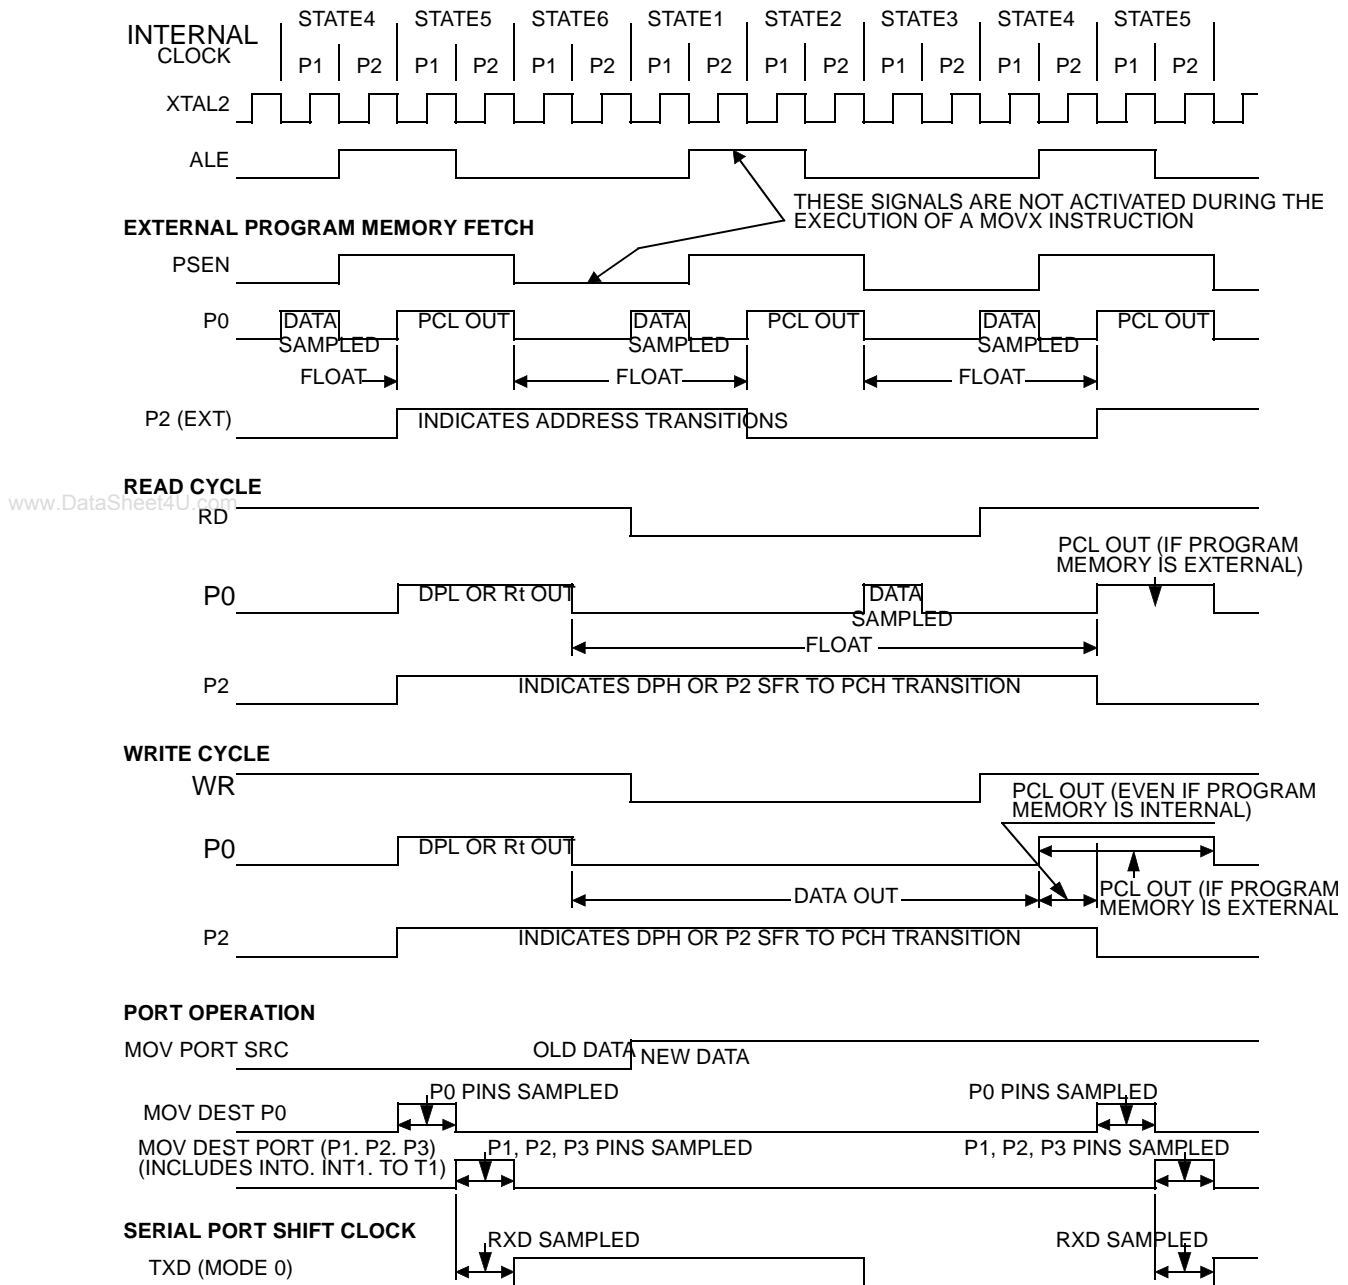 STATE4 STATE5 STATE6 STATE1 STATE2 STATE3 STATE4 STATE5
INTERNAL
CLOCK
P1 P2 P1 P2 P1 P2 P1 P2 P1 P2 P1 P2 P1 P2 P1 P2
XTAL2
ALE
THESE SIGNALS ARE NOT ACTIVATED DURING THE
EXECUTION OF A MOVX INSTRUCTION
EXTERNAL PROGRAM MEMORY FETCH
PSEN
P0 DATA PCL OUT DATA PCL OUT DATA PCL OUT
SAMPLED SAMPLED SAMPLED
FLOAT FLOAT FLOAT
P2 (EXT) INDICATES ADDRESS TRANSITIONS
READ CYCLE
www.DataSheet4U.com
RD
PCL OUT (IF PROGRAM
MEMORY IS EXTERNAL)
P0 DPL OR Rt OUT DATA
SAMPLED
FLOAT
P2 INDICATES DPH OR P2 SFR TO PCH TRANSITION
WRITE CYCLE
WR
PCL OUT (EVEN IF PROGRAM
MEMORY IS INTERNAL)
P0 DPL OR Rt OUT
DATA OUT
PCL OUT (IF PROGRAM
MEMORY IS EXTERNAL
P2 INDICATES DPH OR P2 SFR TO PCH TRANSITION
PORT OPERATION
MOV PORT SRC OLD DATA NEW DATA
P0 PINS SAMPLED P0 PINS SAMPLED
MOV DEST P0
MOV DEST PORT (P1. P2. P3) P1, P2, P3 PINS SAMPLED P1, P2, P3 PINS SAMPLED
(INCLUDES INTO. INT1. TO T1)
SERIAL PORT SHIFT CLOCK
RXD SAMPLED RXD SAMPLED
TXD (MODE 0)